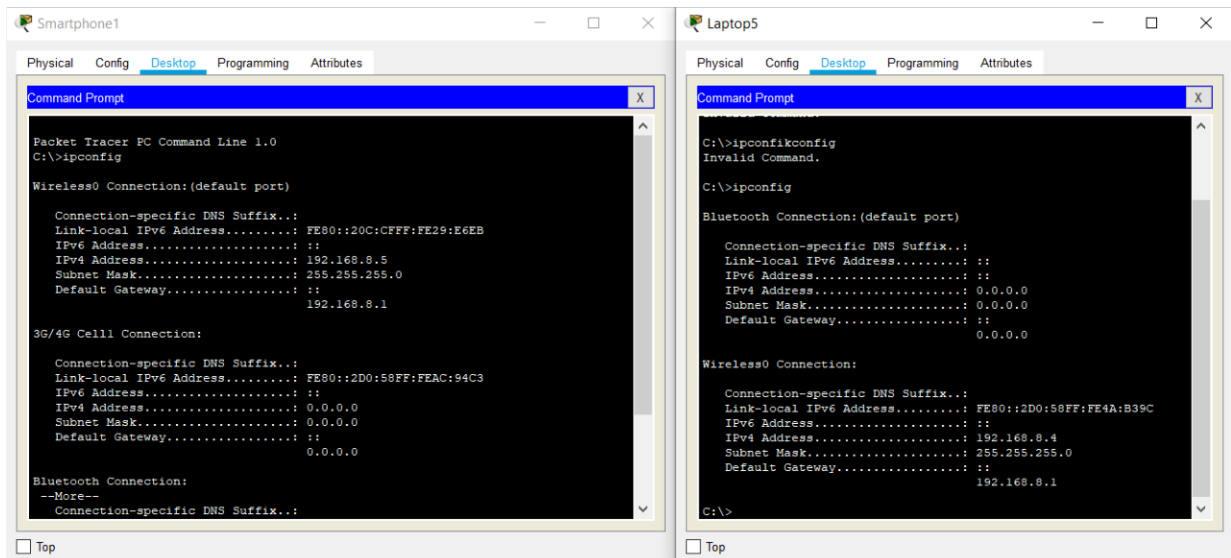 Smartphone1
Physical Config Desktop Programming Attributes
Command Prompt X
Packet Tracer PC Command Line 1.0
C:\>ipconfig
Wireless0 Connection:(default port)
Connection-specific DNS Suffix..:
Link-local IPv6 Address.........: FE80::20C:CFFF:FE29:E6EB
IPv6 Address....................: ::
IPv4 Address....................: 192.168.8.5
Subnet Mask.....................: 255.255.255.0
Default Gateway.................: ::
192.168.8.1
3G/4G Cell1 Connection:
Connection-specific DNS Suffix..:
Link-local IPv6 Address.........: FE80::2D0:58FF:FEAC:94C3
IPv6 Address....................: ::
IPv4 Address....................: 0.0.0.0
Subnet Mask.....................: 0.0.0.0
Default Gateway.................: ::
0.0.0.0
Bluetooth Connection:
--More--
Connection-specific DNS Suffix..:
Top
Laptop5
Physical Config Desktop Programming Attributes
Command Prompt X
C:\>ipconfikconfig
Invalid Command.
C:\>ipconfig
Bluetooth Connection:(default port)
Connection-specific DNS Suffix..:
Link-local IPv6 Address.........: ::
IPv6 Address....................: ::
IPv4 Address....................: 0.0.0.0
Subnet Mask.....................: 0.0.0.0
Default Gateway.................: ::
0.0.0.0
Wireless0 Connection:
Connection-specific DNS Suffix..:
Link-local IPv6 Address.........: FE80::2D0:58FF:FE4A:B39C
IPv6 Address....................: ::
IPv4 Address....................: 192.168.8.4
Subnet Mask.....................: 255.255.255.0
Default Gateway.................: ::
192.168.8.1
C:\>
Top